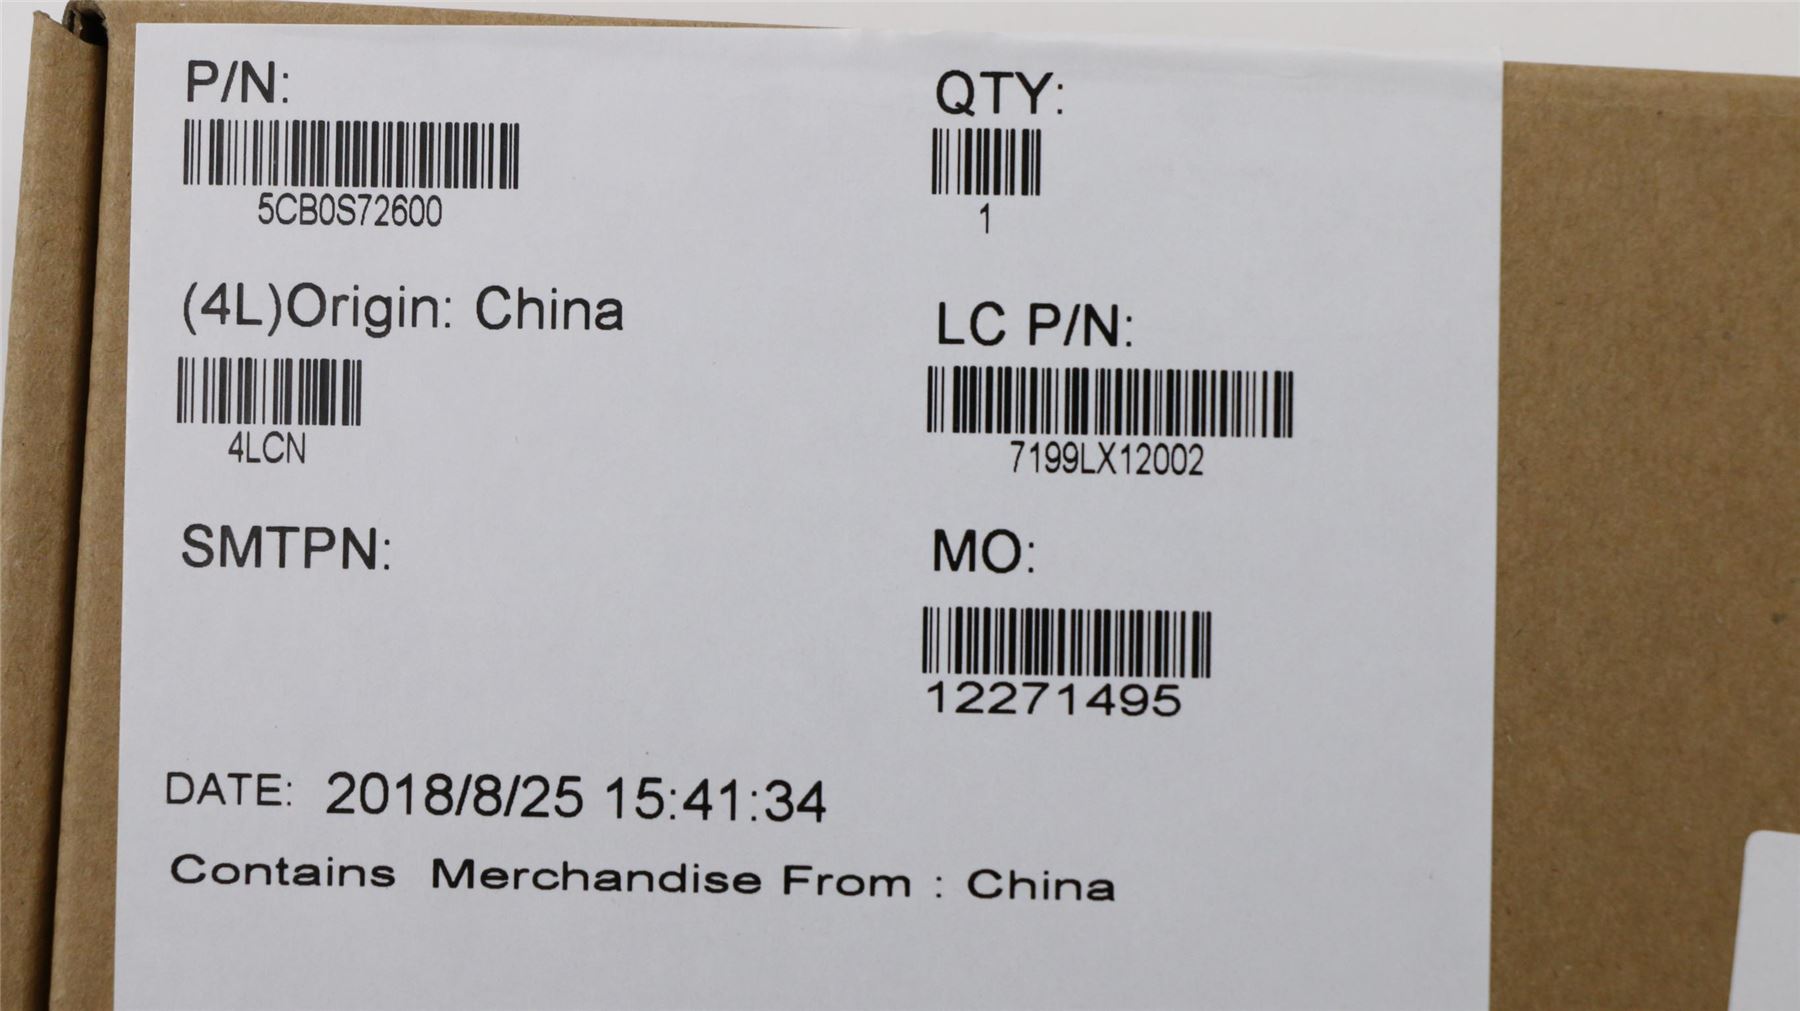 P/N:
5CB0S72600
QTY:
1
(4L)Origin: China
4LCN
LC P/N:
7199LX12002
SMTPN:
MO:
12271495
DATE: 2018/8/25 15:41:34
Contains Merchandise From : China